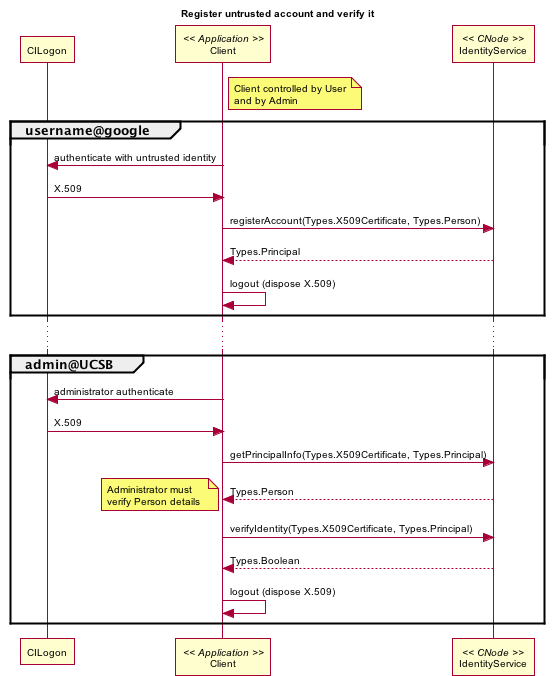 Register untrusted account and verify it
CILogon
<< Application >>
Client
<< CNode >>
IdentityService
Client controlled by User
and by Admin
username@google
authenticate with untrusted identity
X.509
registerAccount(Types.X509Certificate, Types.Person)
Types.Principal
logout (dispose X.509)
admin@UCSB
administrator authenticate
X.509
getPrincipalInfo(Types.X509Certificate, Types.Principal)
Administrator must
verify Person details
Types.Person
verifyIdentity(Types.X509Certificate, Types.Principal)
Types.Boolean
logout (dispose X.509)
CILogon
<< Application >>
Client
<< CNode >>
IdentityService